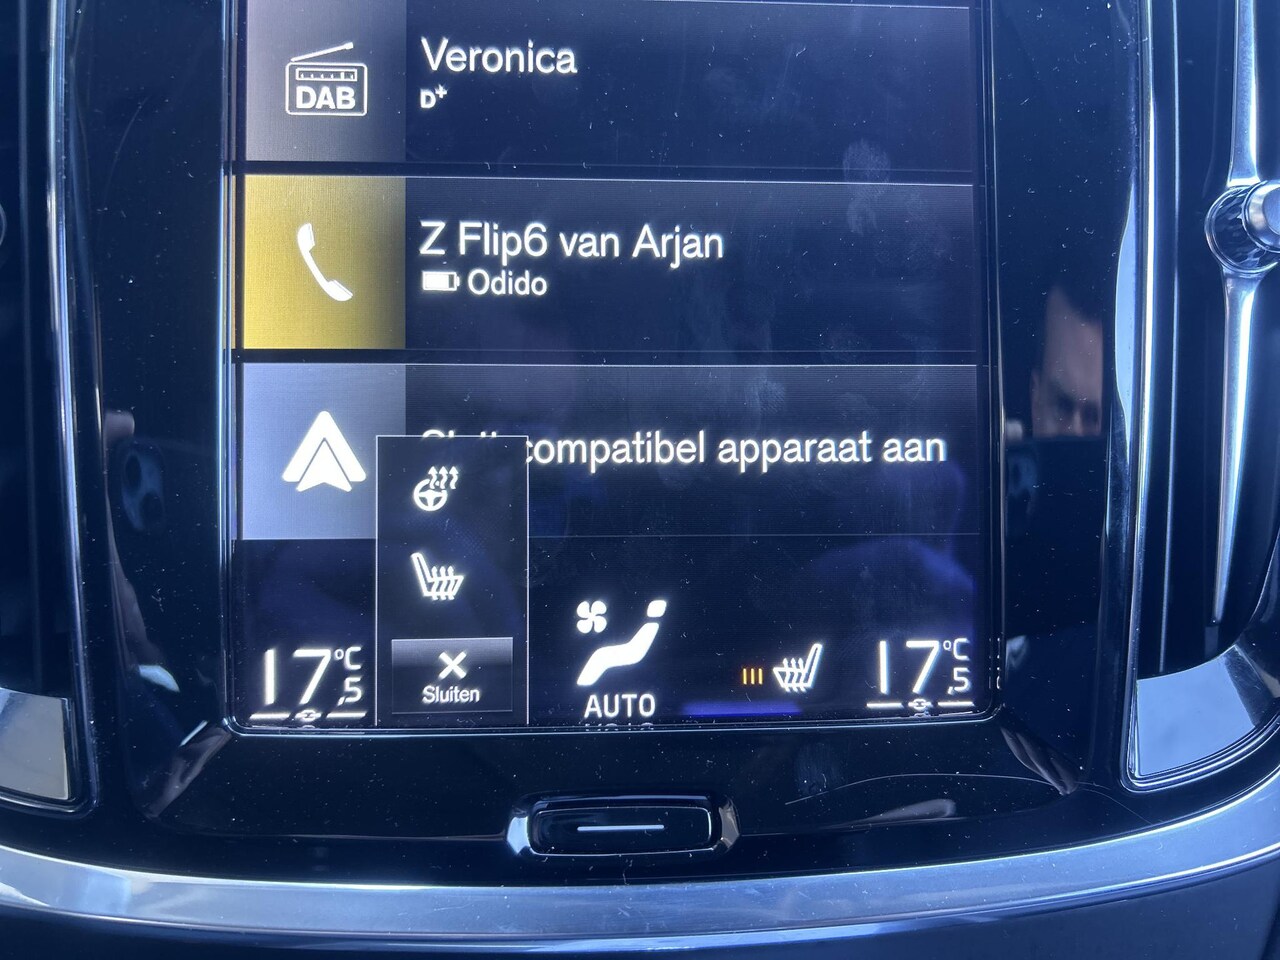 DAB
Veronica
D+
Z Flip6 van Arjan
Odido
compatibel apparaat aan
17,5 °C
Sluiten
AUTO
17,5 °C